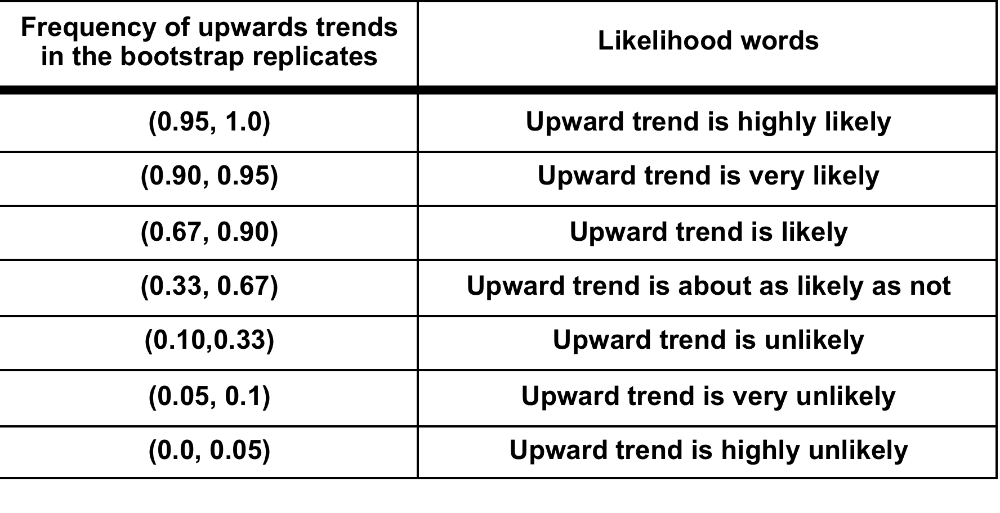 Frequency of upwards trends
in the bootstrap replicates
Likelihood words
(0.95, 1.0)
Upward trend is highly likely
(0.90, 0.95)
Upward trend is very likely
(0.67, 0.90)
Upward trend is likely
(0.33, 0.67)
Upward trend is about as likely as not
(0.10,0.33)
Upward trend is unlikely
(0.05, 0.1)
Upward trend is very unlikely
(0.0, 0.05)
Upward trend is highly unlikely